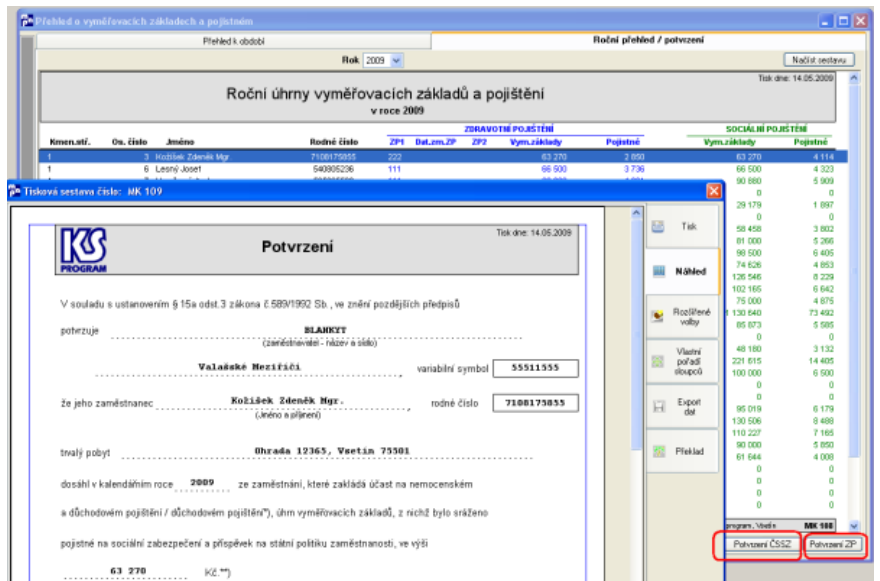 Přehled o vyměřovacích základech a pojistném
Přehled k období
Roční přehled / potvrzení
Rok 2009
Načíst sestavu
Tisk dne: 14.05.2009
Roční úhrny vyměřovacích základů a pojištění
v roce 2009
ZDRAVOTNÍ POJIŠTĚNÍ SOCIÁLNÍ POJIŠTĚNÍ
Kmen.stř. Os. číslo Jméno Rodné číslo ZP1 Dat.zm.ZP ZP2 Vym.základy Pojistné Vym.základy Pojistné
1 3 Kožíšek Zdeněk Mgr. 7108175855 222 63 270 2 850 63 270 4 114
6 Lesný Josef 540805236 111 66 500 3 736 66 500 4 323
90 880 5 909
0 0
29 179 1 897
0 0
58 458 3 802
81 000 5 266
98 500 6 405
74 626 4 853
126 546 8 229
102 165 6 642
75 000 4 875
1 130 640 73 492
85 873 5 585
0 0
48 180 3 132
221 615 14 405
100 000 6 500
0 0
0 0
95 019 6 179
130 506 8 488
110 227 7 165
90 000 5 850
61 644 4 008
0 0
0 0
0 0
0 0
program, Vsetín MK 108
Potvrzení ČSSZ
Potvrzení ZP
Tisková sestava číslo: MK 109
Tisk
Náhled
Rozšířené
volby
Vlastní
pořadí
sloupců
Export
dat
Překlad
KS
PROGRAM
Potvrzení
Tisk dne: 14.05.2009
V souladu s ustanovením § 15a odst.3 zákona č.589/1992 Sb., ve znění pozdějších předpisů
potvrzuje BLANKYT
(zaměstnavatel - název a sídlo)
Valašské Meziříčí , variabilní symbol 55511555
že jeho zaměstnanec Kožíšek Zdeněk Mgr. , rodné číslo 7108175855
(Jméno a příjmení)
trvalý pobyt Ohrada 12365, Vsetín 75501
dosáhl v kalendářním roce 2009 ze zaměstnání, které zakládá účast na nemocenském
a důchodovém pojištění / důchodovém pojištění*), úhrn vyměřovacích základů, z nichž bylo sráženo
pojistné na sociální zabezpečení a příspěvek na státní politiku zaměstnanosti, ve výši
63 270 Kč.**)